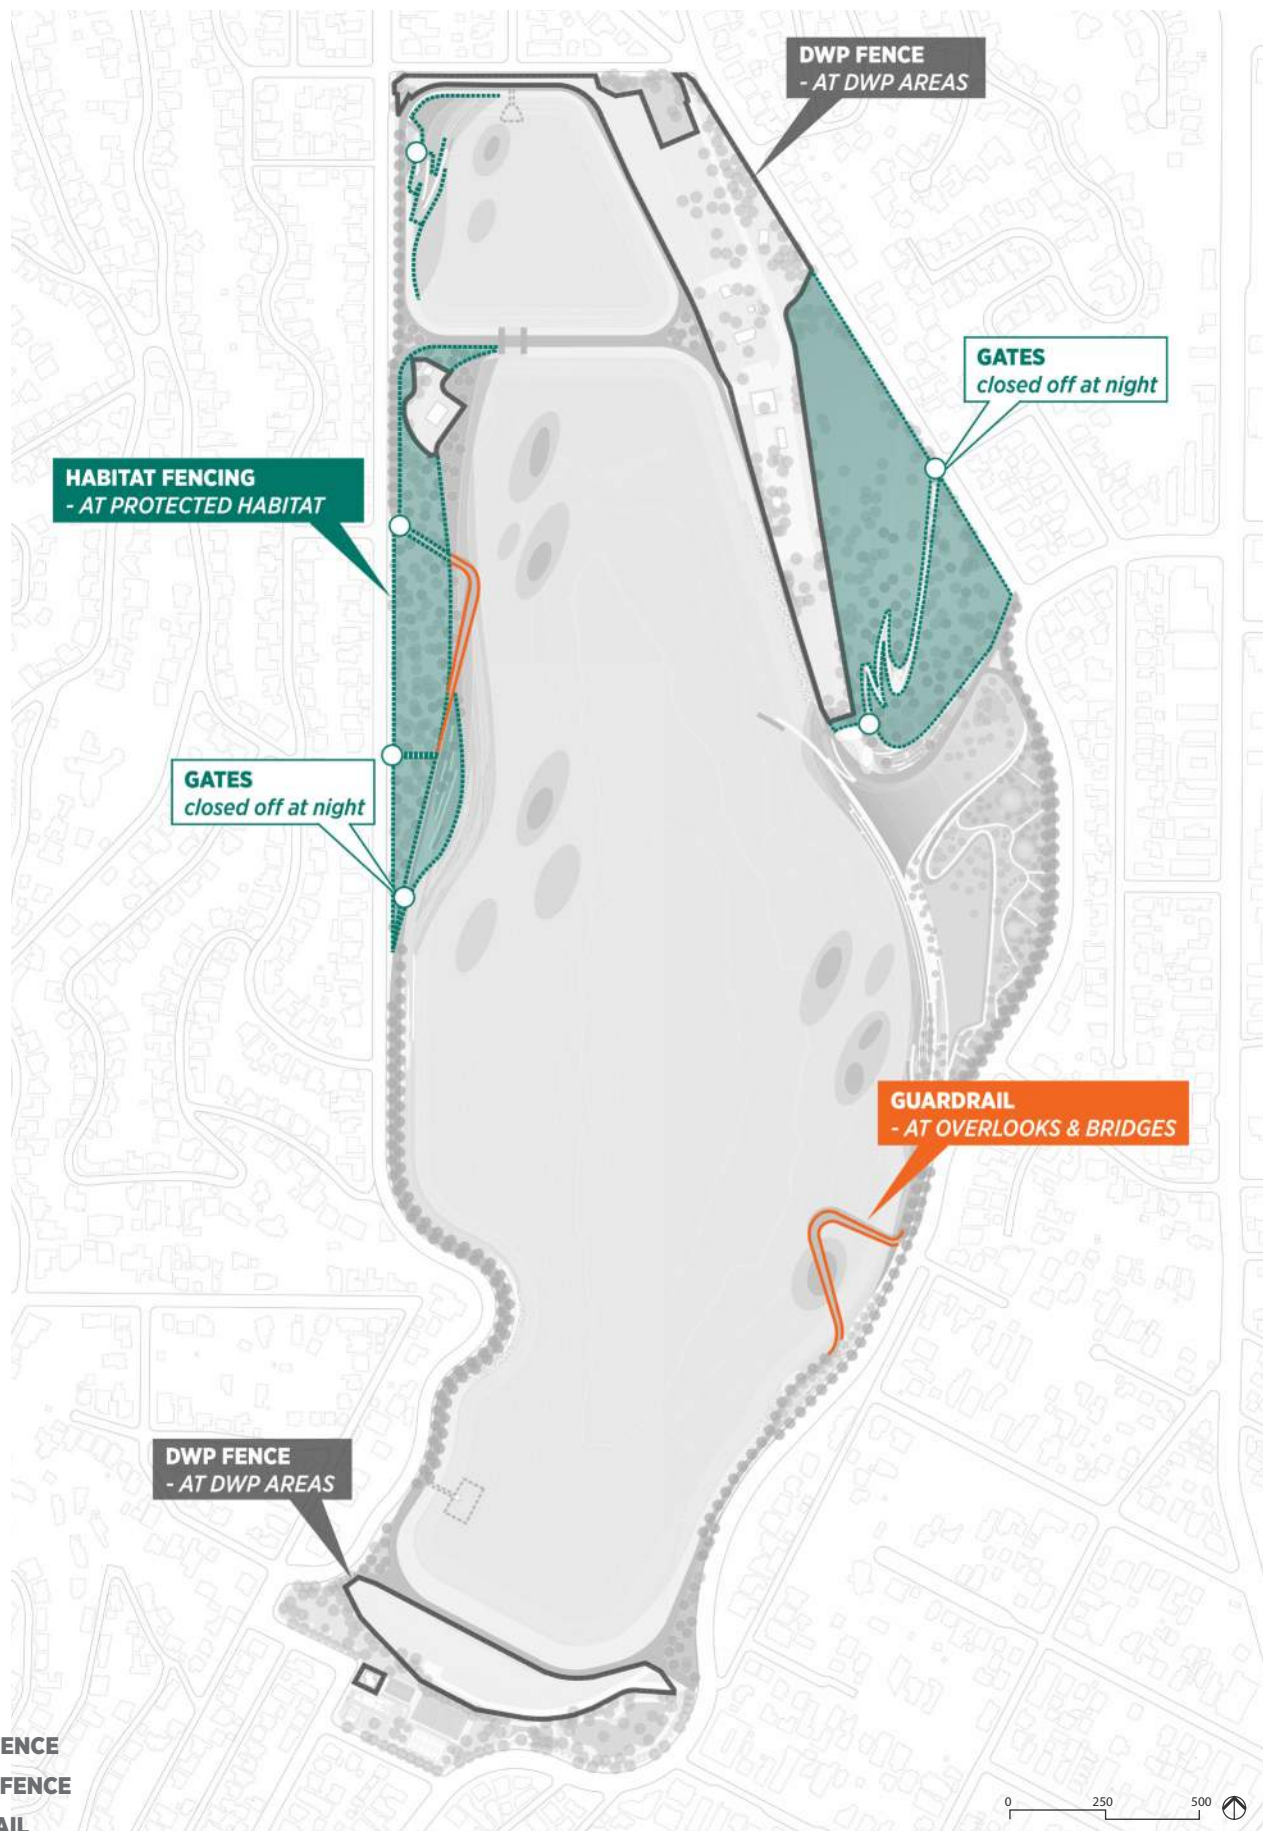 DWP FENCE
- AT DWP AREAS
GATES
closed off at night
HABITAT FENCING
- AT PROTECTED HABITAT
GATES
closed off at night
GUARDRAIL
- AT OVERLOOKS & BRIDGES
DWP FENCE
- AT DWP AREAS
ENCE
FENCE
AIL
0 250 500